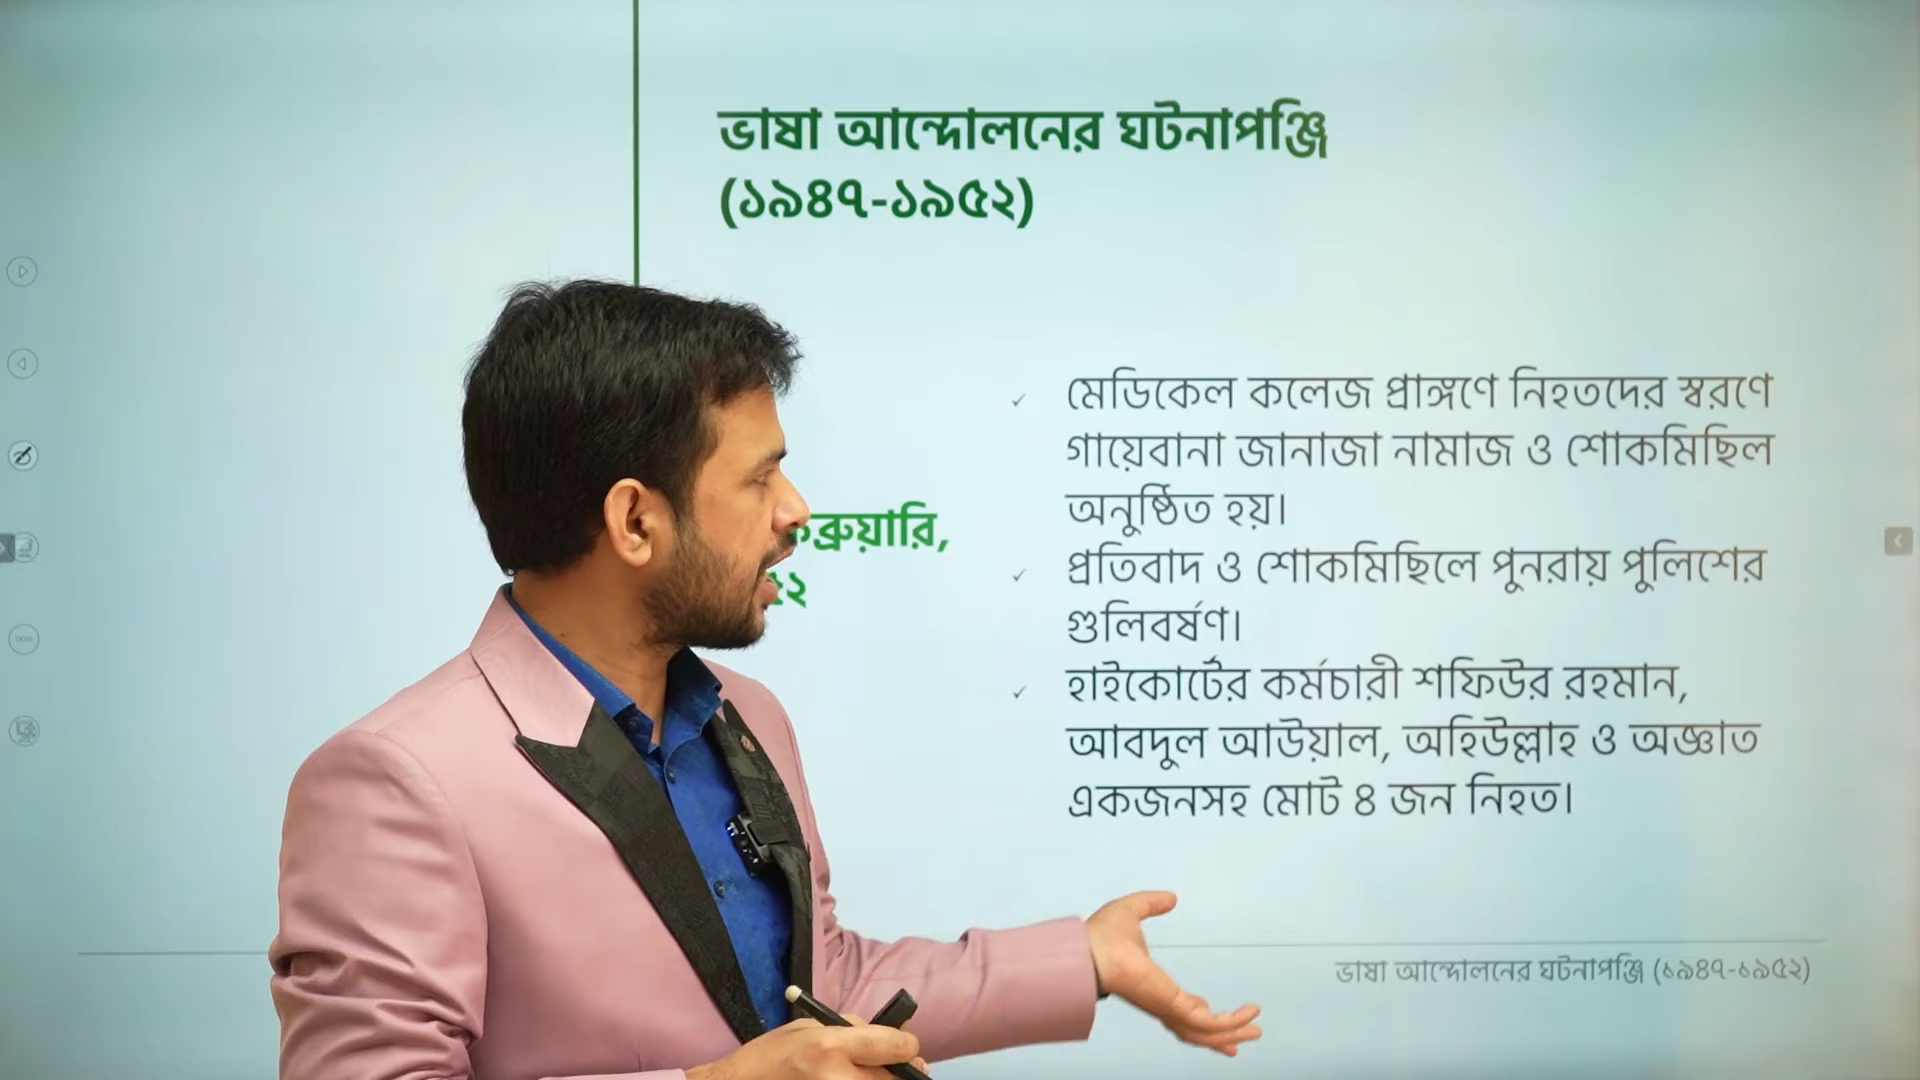 ভাষা আন্দোলনের ঘটনাপঞ্জি
(১৯৪৭-১৯৫২)
মেডিকেল কলেজ প্রাঙ্গণে নিহতদের স্বরণে
গায়েবানা জানাজা নামাজ ও শোকমিছিল
অনুষ্ঠিত হয়।
প্রতিবাদ ও শোকমিছিলে পুনরায় পুলিশের
গুলিবর্ষণ।
হাইকোর্টের কর্মচারী শফিউর রহমান,
আবদুল আউয়াল, অহিউল্লাহ ও অজ্ঞাত
একজনসহ মোট ৪ জন নিহত।
ভাষা আন্দোলনের ঘটনাপঞ্জি (১৯৪৭-১৯৫২)